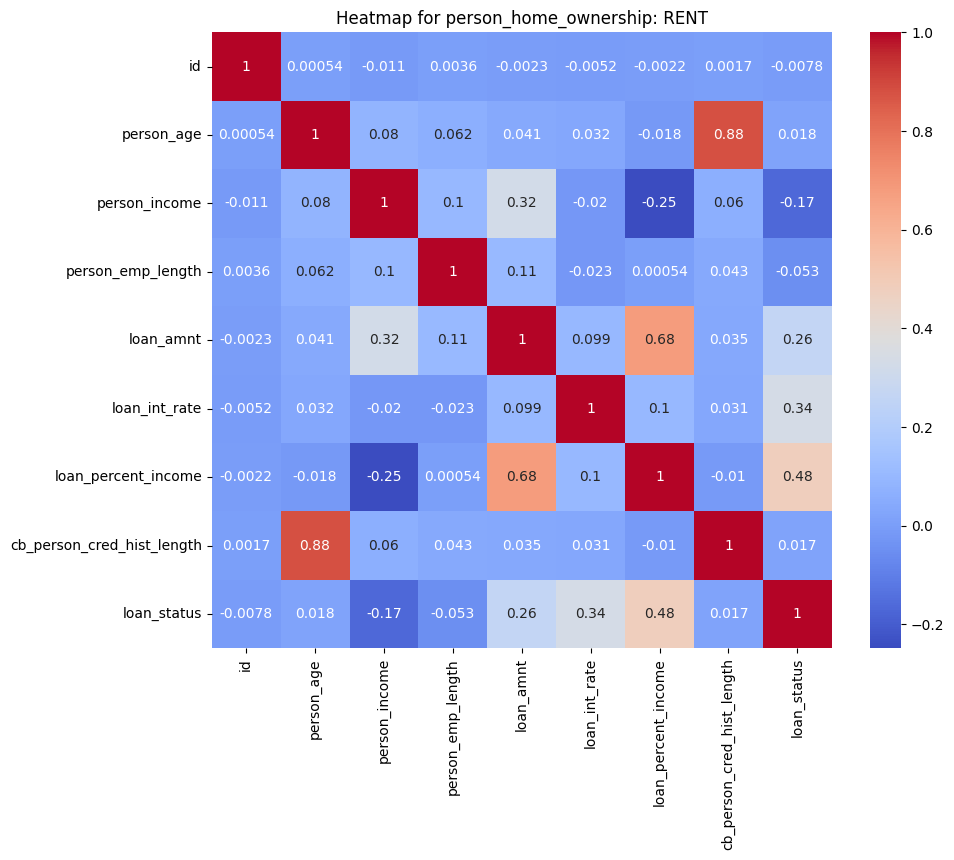 Heatmap for person_home_ownership: RENT
id 1 0.00054 -0.011 0.0036 -0.0023 -0.0052 -0.0022 0.0017 -0.0078
person_age 0.00054 1 0.08 0.062 0.041 0.032 -0.018 0.88 0.018
person_income -0.011 0.08 1 0.1 0.32 -0.02 -0.25 0.06 -0.17
person_emp_length 0.0036 0.062 0.1 1 0.11 -0.023 0.00054 0.043 -0.053
loan_amnt -0.0023 0.041 0.32 0.11 1 0.099 0.68 0.035 0.26
loan_int_rate -0.0052 0.032 -0.02 -0.023 0.099 1 0.1 0.031 0.34
loan_percent_income -0.0022 -0.018 -0.25 0.00054 0.68 0.1 1 -0.01 0.48
cb_person_cred_hist_length 0.0017 0.88 0.06 0.043 0.035 0.031 -0.01 1 0.017
loan_status -0.0078 0.018 -0.17 -0.053 0.26 0.34 0.48 0.017 1
id
person_age
person_income
person_emp_length
loan_amnt
loan_int_rate
loan_percent_income
cb_person_cred_hist_length
loan_status
1.0
0.8
0.6
0.4
0.2
0.0
−0.2